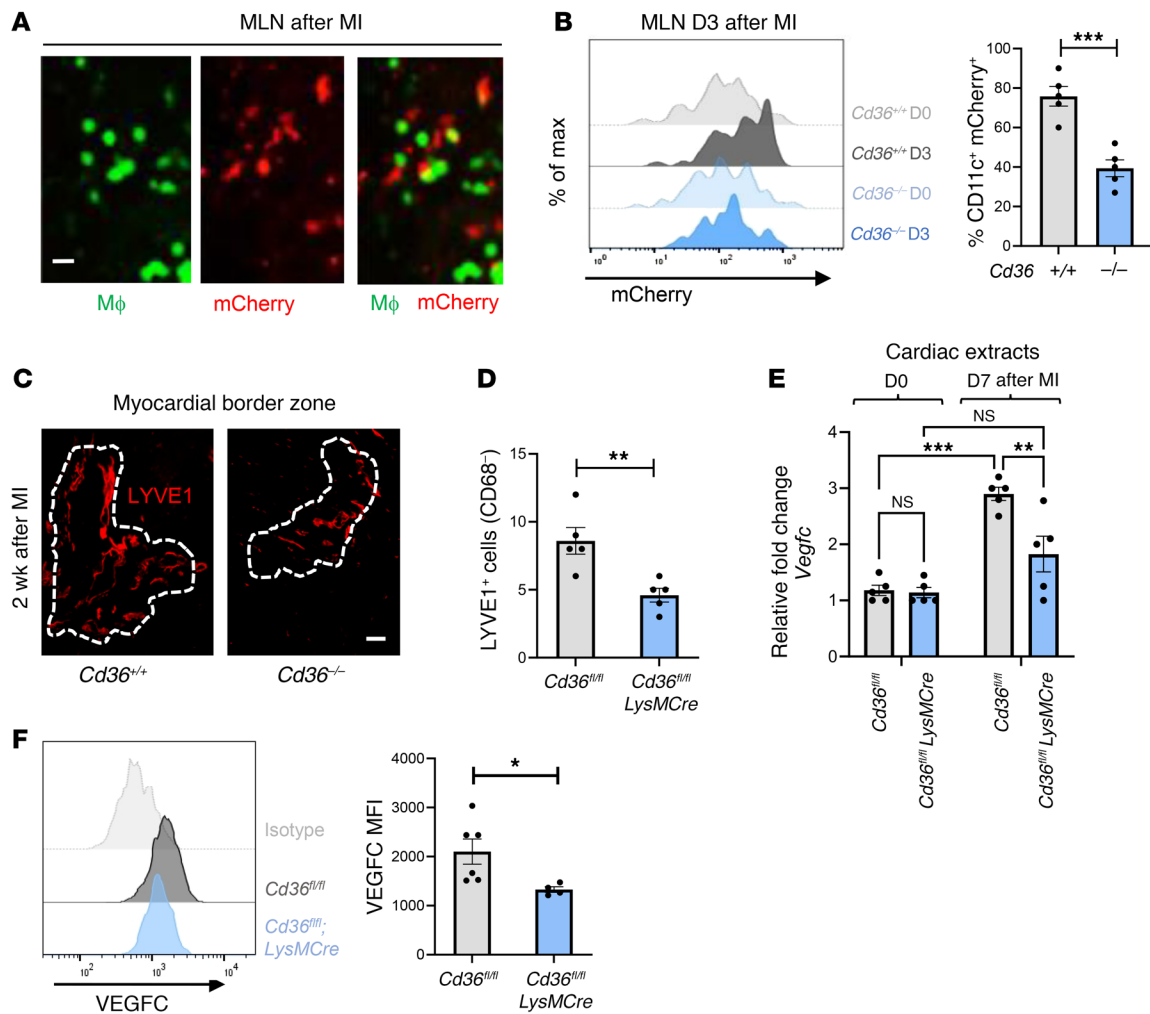 A
MLN after MI
Mϕ
mCherry
Mϕ mCherry
B
MLN D3 after MI
% of max
Cd36+/+ D0
Cd36+/+ D3
Cd36–/– D0
Cd36–/– D3
10⁰ 10¹ 10² 10³
mCherry
***
% CD11c+ mCherry+
100
80
60
40
20
0
Cd36 +/+ –/–
C
Myocardial border zone
2 wk after MI
LYVE1
Cd36+/+
Cd36–/–
D
**
LYVE1+ cells (CD68–)
15
10
5
0
Cd36fl/fl
Cd36fl/fl
LysMCre
E
Cardiac extracts
D0 D7 after MI
NS
*** **
NS
Relative fold change
Vegfc
4
3
2
1
0
Cd36fl/fl
Cd36fl/fl LysMCre
Cd36fl/fl
Cd36fl/fl LysMCre
F
Isotype
Cd36fl/fl
Cd36flfl;
LysMCre
10² 10³ 10⁴
VEGFC
*
VEGFC MFI
4000
3000
2000
1000
0
Cd36fl/fl
Cd36fl/fl
LysMCre